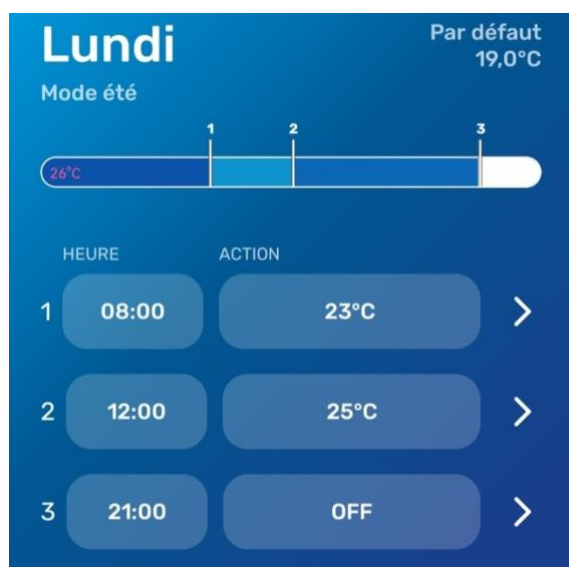 Lundi
Par défaut
19,0°C
Mode été
1 2 3
26°C
HEURE ACTION
1 08:00 23°C
2 12:00 25°C
3 21:00 OFF